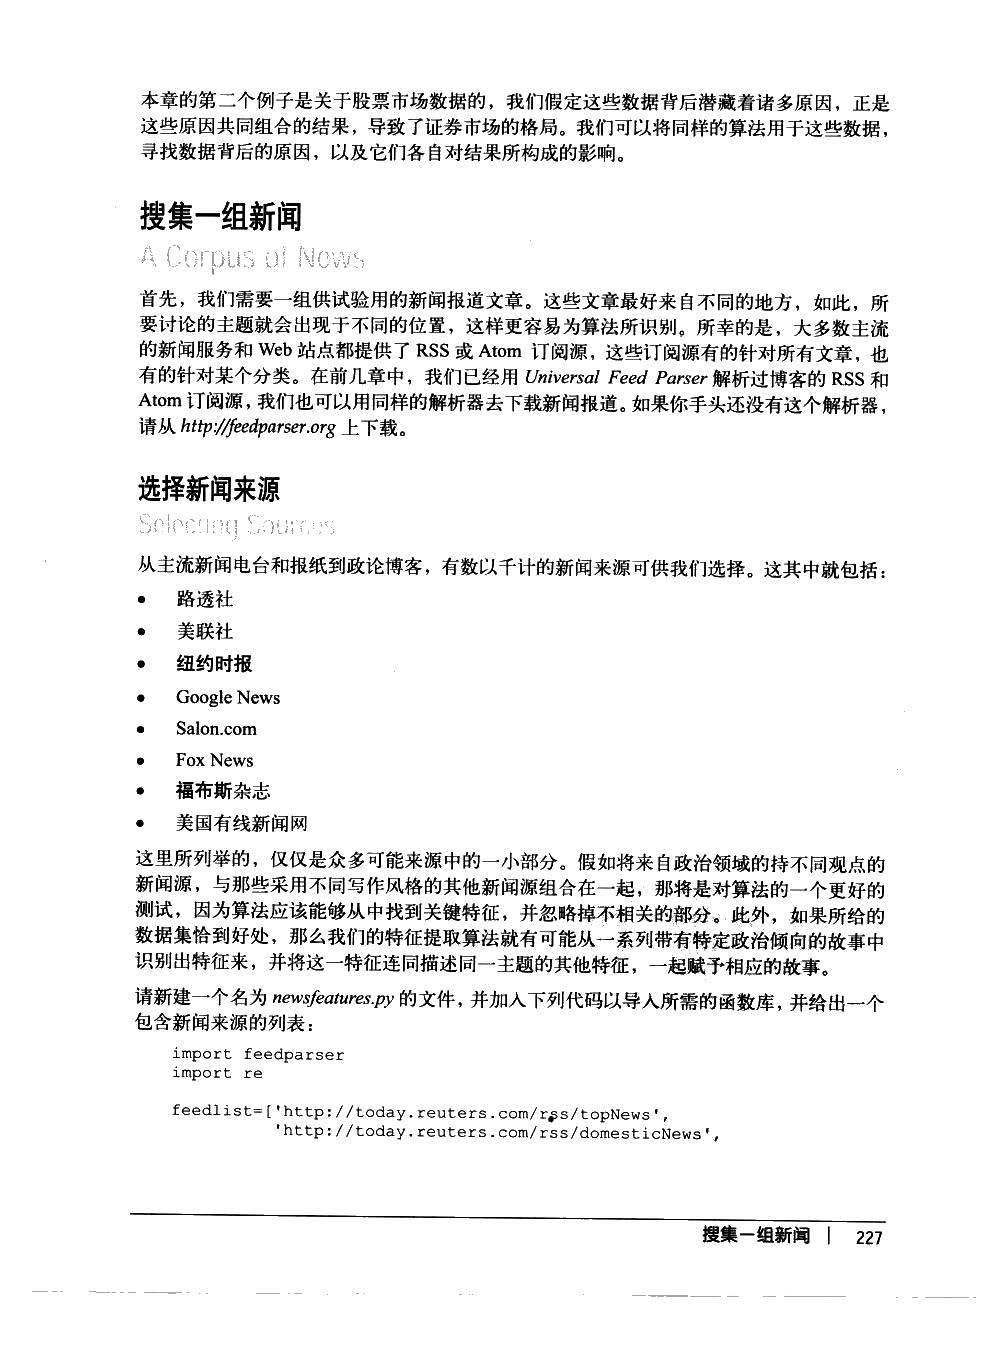 本章的第二个例子是关于股票市场数据的，我们假定这些数据背后潜藏着诸多原因，正是
这些原因共同组合的结果，导致了证券市场的格局。我们可以将同样的算法用于这些数据，
寻找数据背后的原因，以及它们各自对结果所构成的影响。
搜集一组新闻
A Corpus of News
首先，我们需要一组供试验用的新闻报道文章。这些文章最好来自不同的地方，如此，所
要讨论的主题就会出现于不同的位置，这样更容易为算法所识别。所幸的是，大多数主流
的新闻服务和 Web 站点都提供了 RSS 或 Atom 订阅源，这些订阅源有的针对所有文章，也
有的针对某个分类。在前几章中，我们已经用 Universal Feed Parser 解析过博客的 RSS 和
Atom 订阅源，我们也可以用同样的解析器去下载新闻报道。如果你手头还没有这个解析器，
请从 http://feedparser.org 上下载。
选择新闻来源
Selecting Sources
从主流新闻电台和报纸到政论博客，有数以千计的新闻来源可供我们选择。这其中就包括：
• 路透社
• 美联社
• 纽约时报
• Google News
• Salon.com
• Fox News
• 福布斯杂志
• 美国有线新闻网
这里所列举的，仅仅是众多可能来源中的一小部分。假如将来自政治领域的持不同观点的
新闻源，与那些采用不同写作风格的其他新闻源组合在一起，那将是对算法的一个更好的
测试，因为算法应该能够从中找到关键特征，并忽略掉不相关的部分。此外，如果所给的
数据集恰到好处，那么我们的特征提取算法就有可能从一系列带有特定政治倾向的故事中
识别出特征来，并将这一特征连同描述同一主题的其他特征，一起赋予相应的故事。
请新建一个名为 newsfeatures.py 的文件，并加入下列代码以导入所需的函数库，并给出一个
包含新闻来源的列表：
import feedparser
import re
feedlist=['http://today.reuters.com/rss/topNews',
'http://today.reuters.com/rss/domesticNews',
搜集一组新闻 | 227